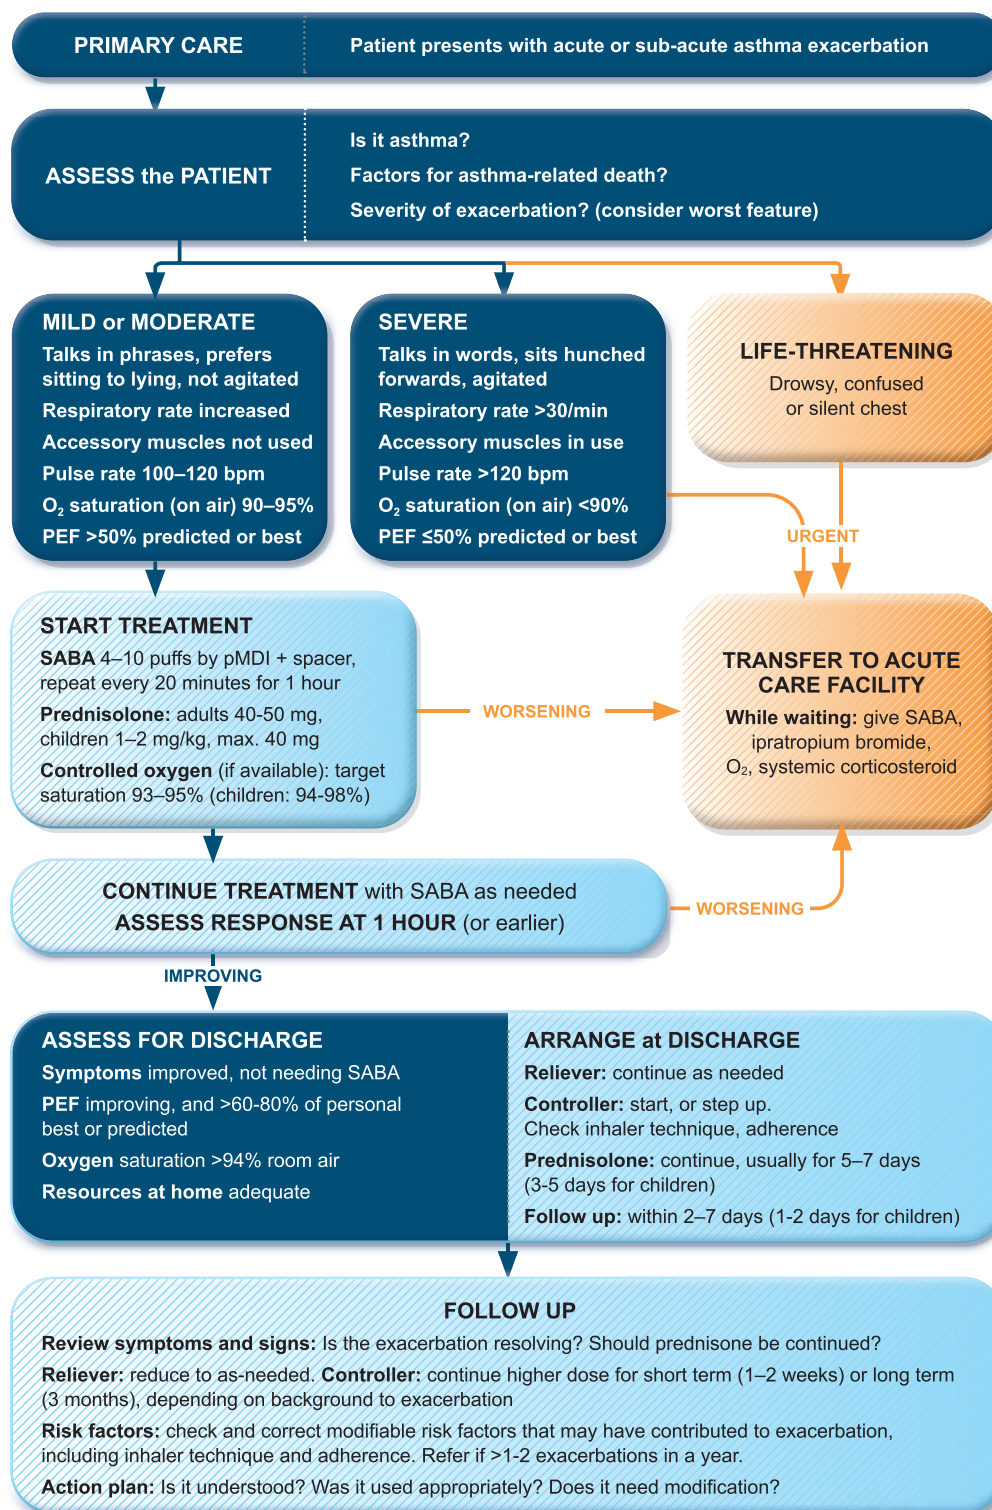 PRIMARY CARE
Patient presents with acute or sub-acute asthma exacerbation
ASSESS the PATIENT
Is it asthma?
Factors for asthma-related death?
Severity of exacerbation? (consider worst feature)
MILD or MODERATE
Talks in phrases, prefers
sitting to lying, not agitated
Respiratory rate increased
Accessory muscles not used
Pulse rate 100–120 bpm
O₂ saturation (on air) 90–95%
PEF >50% predicted or best
SEVERE
Talks in words, sits hunched
forwards, agitated
Respiratory rate >30/min
Accessory muscles in use
Pulse rate >120 bpm
O₂ saturation (on air) <90%
PEF ≤50% predicted or best
LIFE-THREATENING
Drowsy, confused
or silent chest
URGENT
START TREATMENT
SABA 4–10 puffs by pMDI + spacer,
repeat every 20 minutes for 1 hour
Prednisolone: adults 40-50 mg,
children 1–2 mg/kg, max. 40 mg
Controlled oxygen (if available): target
saturation 93–95% (children: 94-98%)
WORSENING
TRANSFER TO ACUTE
CARE FACILITY
While waiting: give SABA,
ipratropium bromide,
O₂, systemic corticosteroid
CONTINUE TREATMENT with SABA as needed
ASSESS RESPONSE AT 1 HOUR (or earlier)
WORSENING
IMPROVING
ASSESS FOR DISCHARGE
Symptoms improved, not needing SABA
PEF improving, and >60-80% of personal
best or predicted
Oxygen saturation >94% room air
Resources at home adequate
ARRANGE at DISCHARGE
Reliever: continue as needed
Controller: start, or step up.
Check inhaler technique, adherence
Prednisolone: continue, usually for 5–7 days
(3-5 days for children)
Follow up: within 2–7 days (1-2 days for children)
FOLLOW UP
Review symptoms and signs: Is the exacerbation resolving? Should prednisone be continued?
Reliever: reduce to as-needed. Controller: continue higher dose for short term (1–2 weeks) or long term
(3 months), depending on background to exacerbation
Risk factors: check and correct modifiable risk factors that may have contributed to exacerbation,
including inhaler technique and adherence. Refer if >1-2 exacerbations in a year.
Action plan: Is it understood? Was it used appropriately? Does it need modification?